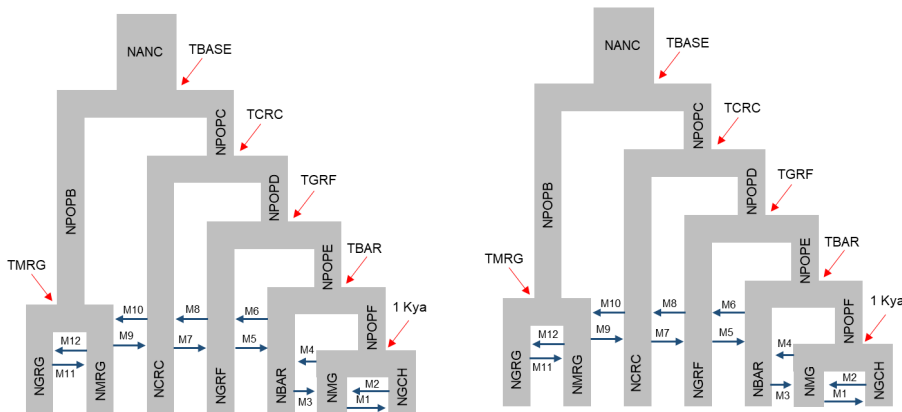 NANC
TBASE
NPOPC
TCRC
NPOPD
NPOPB
TGRF
NPOPE
TBAR
TMRG
1 Kya
M10
M8
M6
NPOPF
M12
M9
M7
M5
M4
M11
M2
M3
M1
NGRG
NMRG
NCRC
NGRF
NBAR
NMG
NGCH
NANC
TBASE
NPOPC
TCRC
NPOPD
NPOPB
TGRF
NPOPE
TBAR
TMRG
1 Kya
M10
M8
M6
NPOPF
M12
M9
M7
M5
M4
M11
M2
M3
M1
NGRG
NMRG
NCRC
NGRF
NBAR
NMG
NGCH